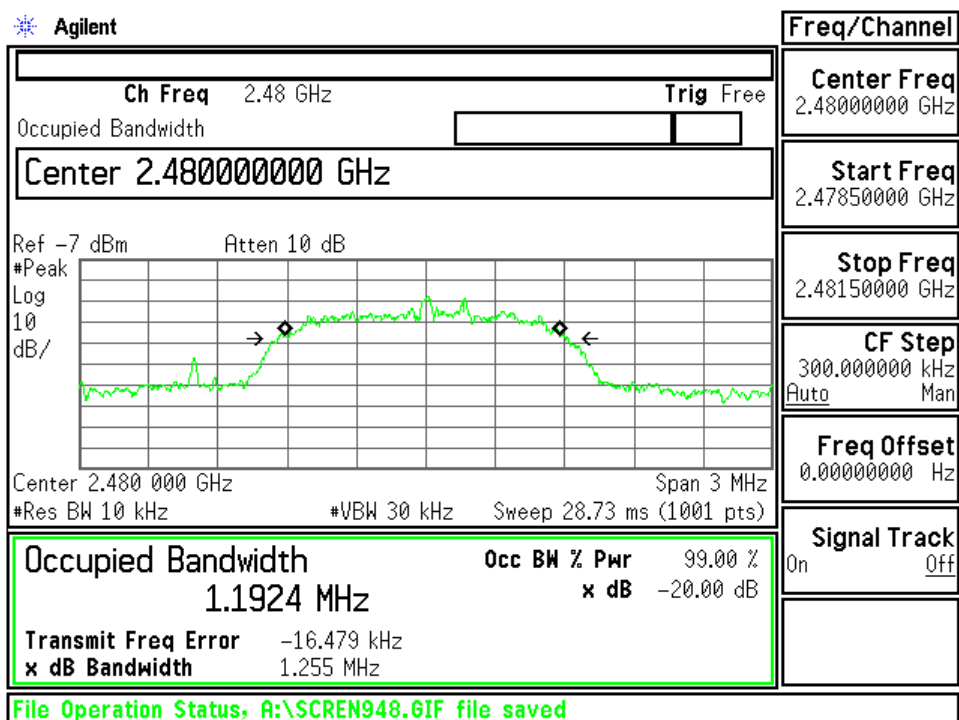 Agilent
Freq/Channel
Ch Freq 2.48 GHz Trig Free
Occupied Bandwidth
Center 2.480000000 GHz
Ref -7 dBm Atten 10 dB
#Peak
Log
10
dB/
Center 2.480 000 GHz Span 3 MHz
#Res BW 10 kHz #VBW 30 kHz Sweep 28.73 ms (1001 pts)
Occupied Bandwidth
1.1924 MHz
Occ BW % Pwr 99.00 %
x dB -20.00 dB
Transmit Freq Error -16.479 kHz
x dB Bandwidth 1.255 MHz
File Operation Status, A:\SCREN948.GIF file saved
Center Freq
2.48000000 GHz
Start Freq
2.47850000 GHz
Stop Freq
2.48150000 GHz
CF Step
300.000000 kHz
Auto Man
Freq Offset
0.00000000 Hz
Signal Track
On Off